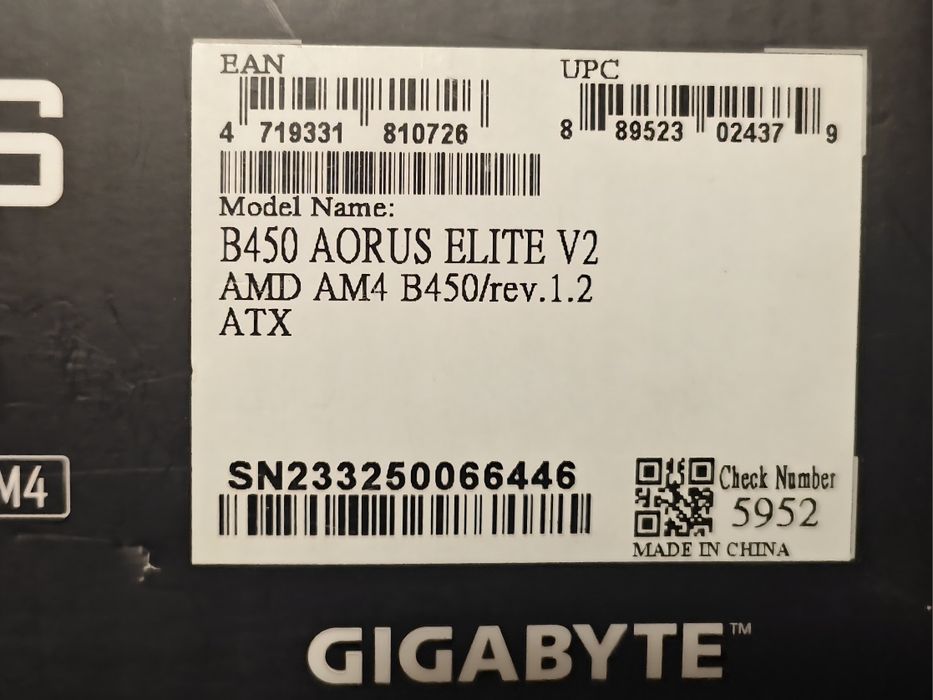 EAN
UPC
4 719331 810726
8 89523 02437 9
Model Name:
B450 AORUS ELITE V2
AMD AM4 B450/rev.1.2
ATX
SN233250066446
Check Number
5952
MADE IN CHINA
S
M4
GIGABYTE™